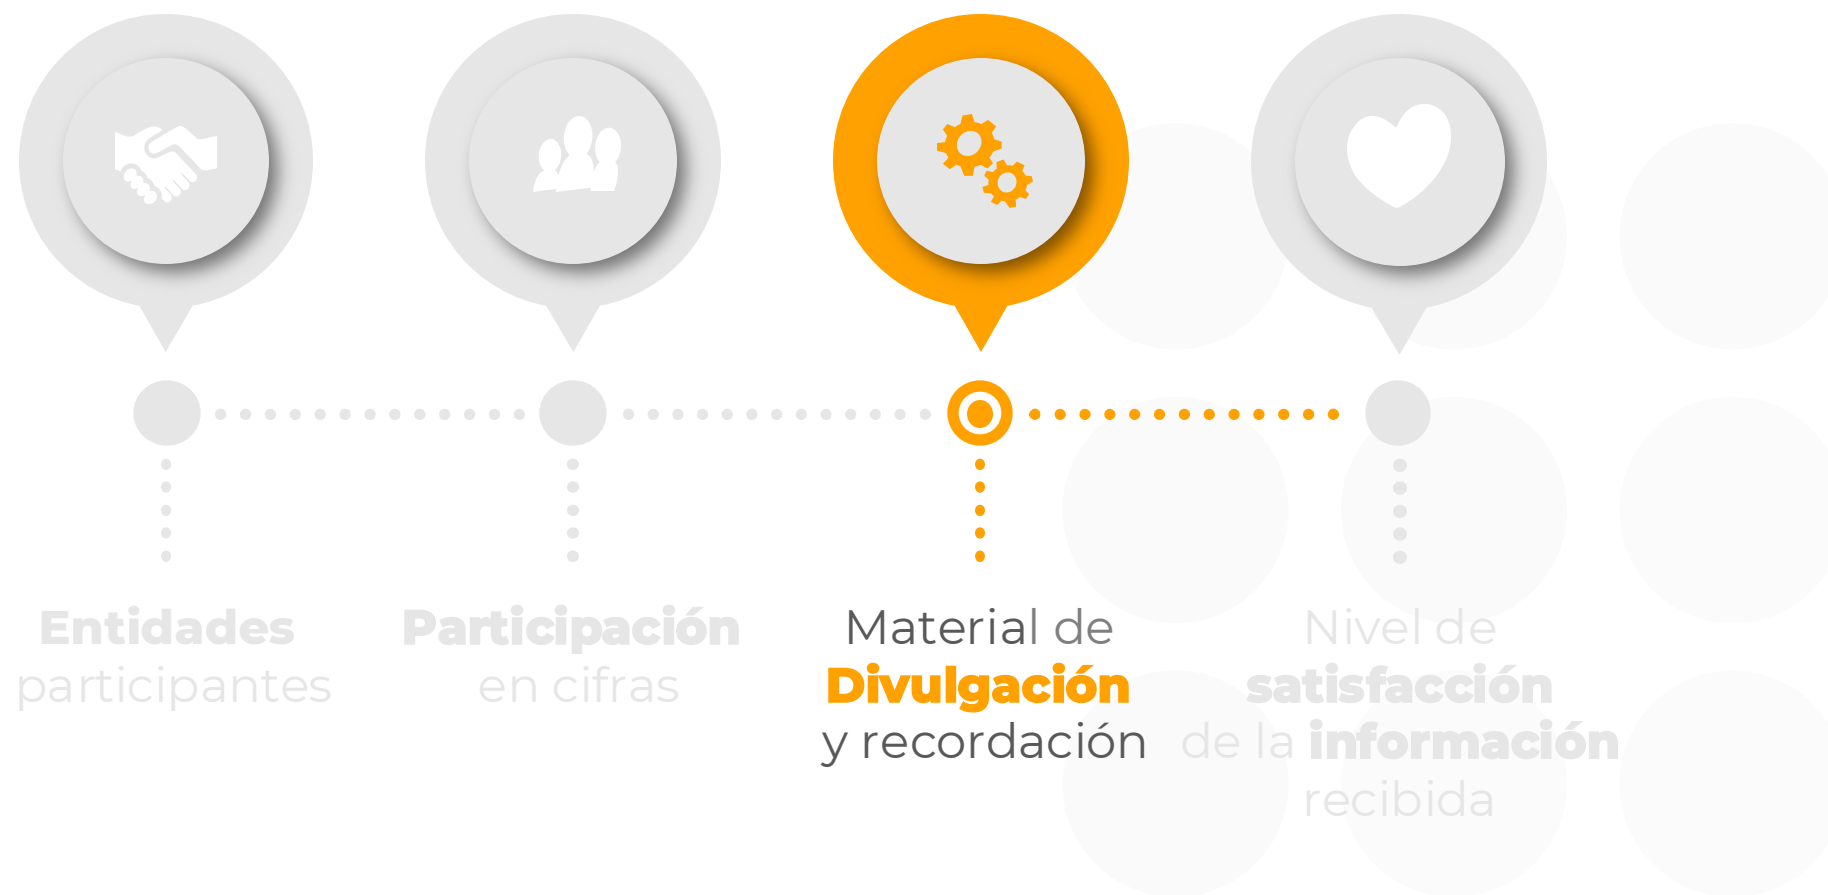 Entidades
participantes
Participación
en cifras
Material de
Divulgación
y recordación
Nivel de
satisfacción
de la información
recibida